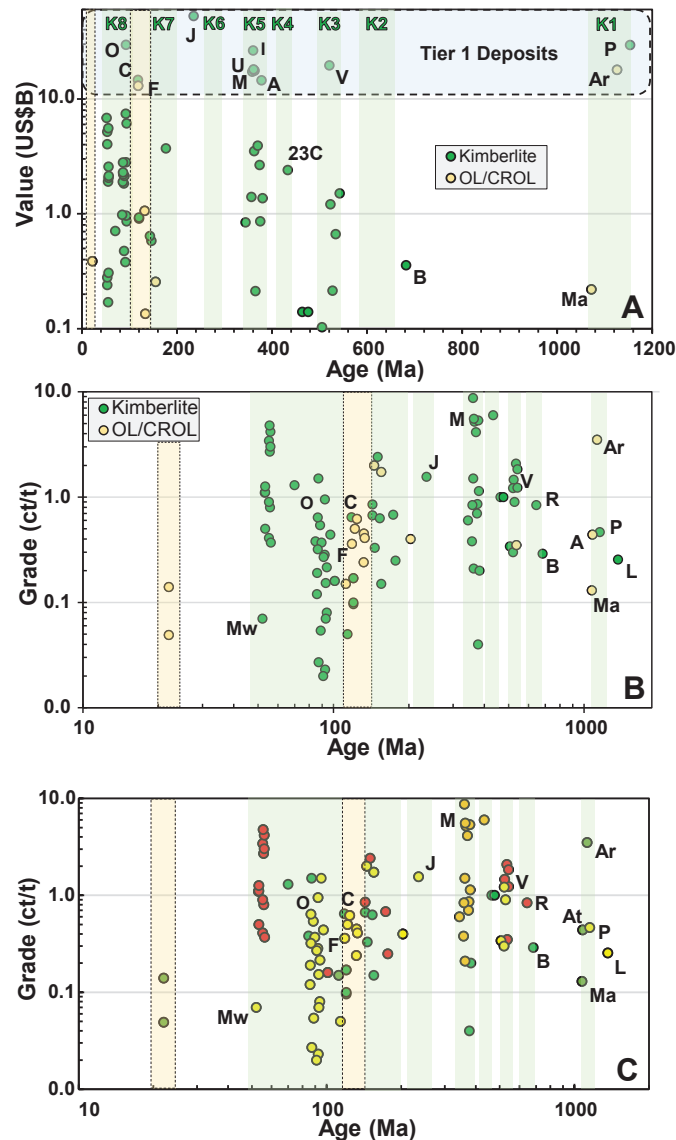 K8 K7 K6 K5 K4 K3 K2 K1
J
O I P
C U V Tier 1 Deposits
F M A Ar
10.0
23C
Kimberlite
OL/CROL
1.0
B
Ma
A
0.1
0 200 400 600 800 1000 1200
Value (US$B)
Age (Ma)
10.0
Kimberlite
OL/CROL
M
Ar
J
O C V R
1.0
F A P
B L
Mw Ma
0.1
B
0.0
10 100 1000
Grade (ct/t)
Age (Ma)
10.0
M
Ar
J
O C V R
1.0
F At P
B L
Mw Ma
0.1
C
0.0
10 100 1000
Grade (ct/t)
Age (Ma)